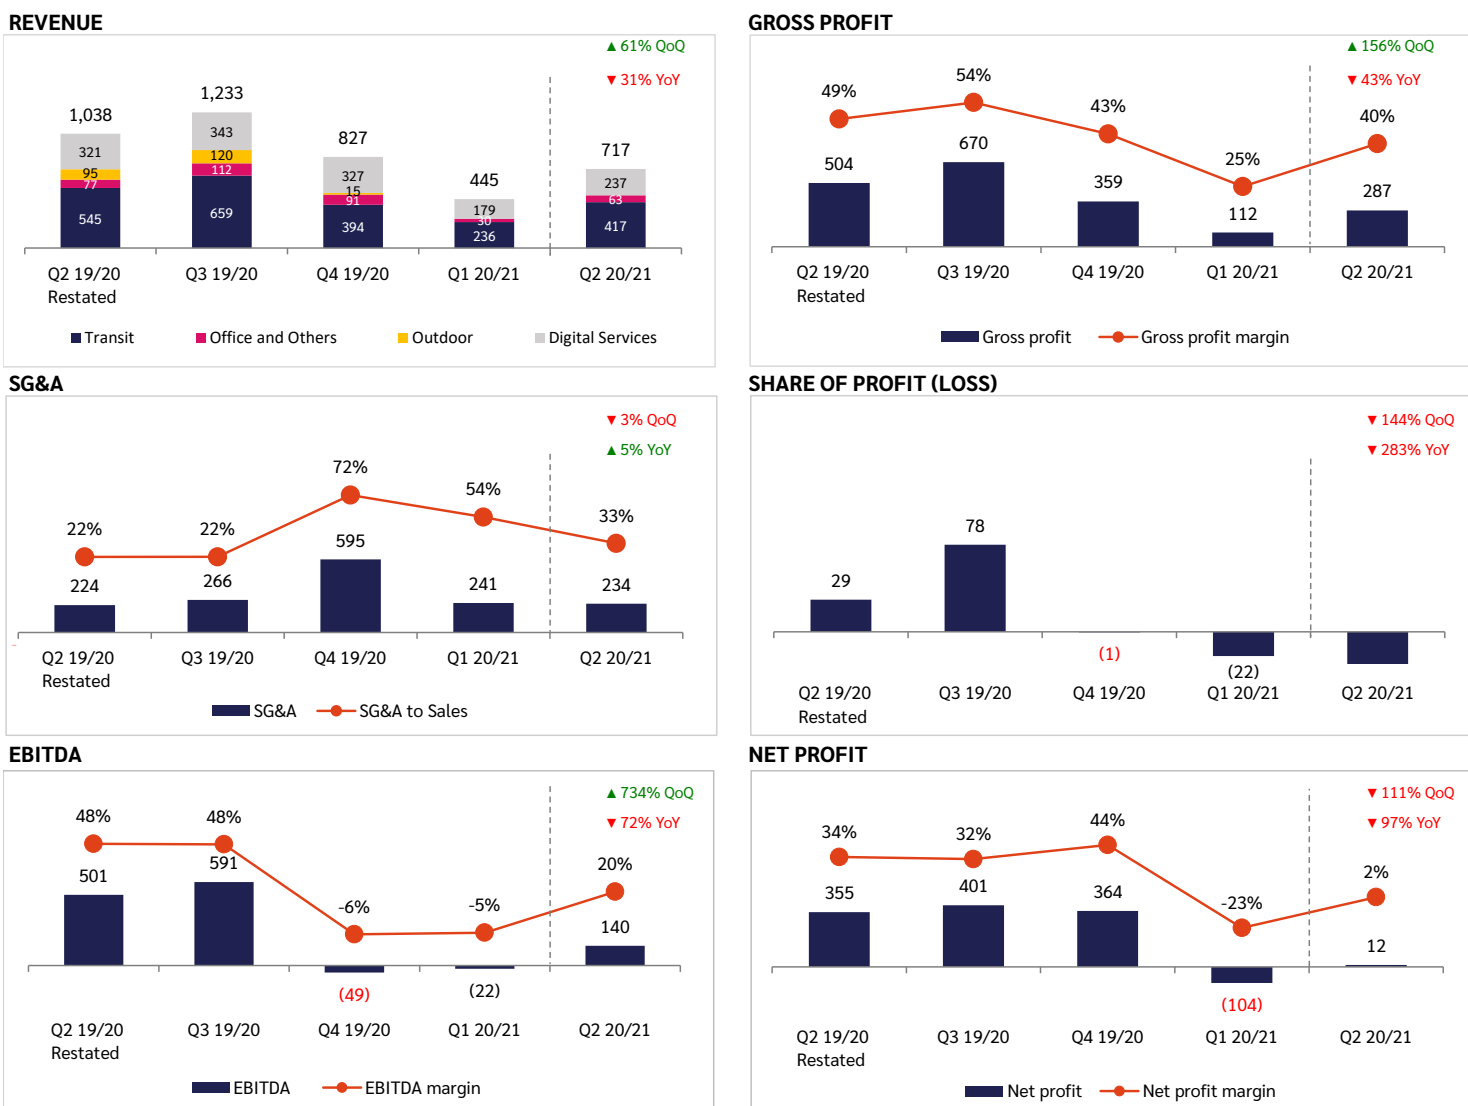 REVENUE
▲ 61% QoQ
▼ 31% YoY
1,038
1,233
827
445
717
321
95
77
545
343
120
112
659
327
15
91
394
179
30
236
237
63
417
Q2 19/20 Q3 19/20 Q4 19/20 Q1 20/21 Q2 20/21
Restated
Transit Office and Others Outdoor Digital Services
GROSS PROFIT
▲ 156% QoQ
▼ 43% YoY
49% 54% 43% 25% 40%
504 670 359 112 287
Q2 19/20 Q3 19/20 Q4 19/20 Q1 20/21 Q2 20/21
Restated
Gross profit Gross profit margin
SG&A
▼ 3% QoQ
▲ 5% YoY
22% 22% 72% 54% 33%
224 266 595 241 234
Q2 19/20 Q3 19/20 Q4 19/20 Q1 20/21 Q2 20/21
Restated
SG&A SG&A to Sales
SHARE OF PROFIT (LOSS)
▼ 144% QoQ
▼ 283% YoY
29 78 (1) (22)
Q2 19/20 Q3 19/20 Q4 19/20 Q1 20/21 Q2 20/21
Restated
EBITDA
▲ 734% QoQ
▼ 72% YoY
48% 48% -6% -5% 20%
501 591 (49) (22) 140
Q2 19/20 Q3 19/20 Q4 19/20 Q1 20/21 Q2 20/21
Restated
EBITDA EBITDA margin
NET PROFIT
▼ 111% QoQ
▼ 97% YoY
34% 32% 44% -23% 2%
355 401 364 (104) 12
Q2 19/20 Q3 19/20 Q4 19/20 Q1 20/21 Q2 20/21
Restated
Net profit Net profit margin